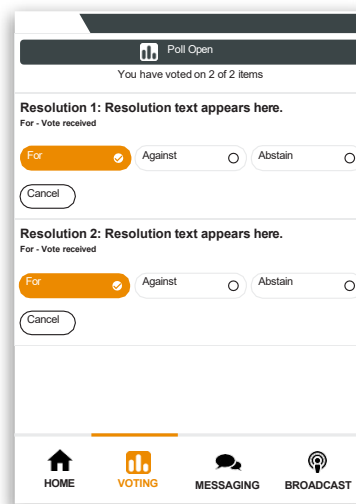 Poll Open
You have voted on 2 of 2 items
Resolution 1: Resolution text appears here.
For - Vote received
For Against Abstain
Cancel
Resolution 2: Resolution text appears here.
For - Vote received
For Against Abstain
Cancel
HOME VOTING MESSAGING BROADCAST